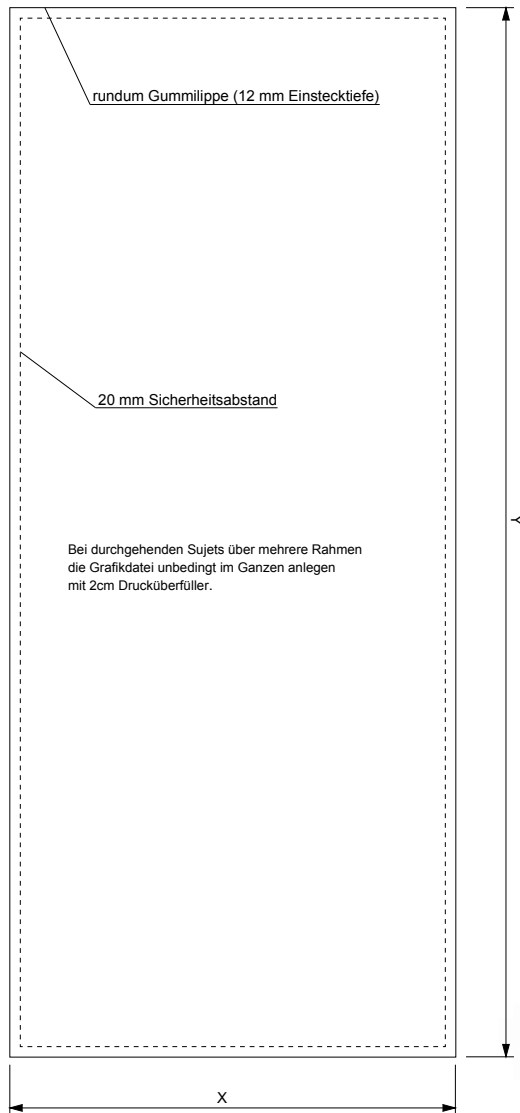 rundum Gummilippe (12 mm Einstecktiefe)
20 mm Sicherheitsabstand
Y
Bei durchgehenden Sujets über mehrere Rahmen
die Grafikdatei unbedingt im Ganzen anlegen
mit 2cm Drucküberfüller.
X